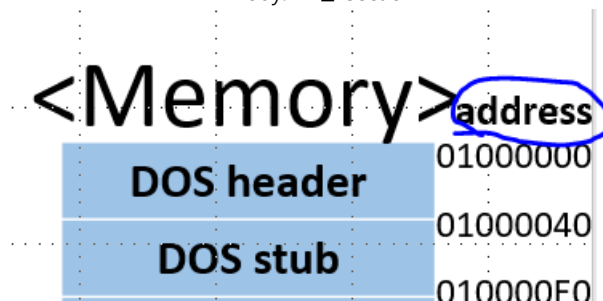 <Memory> address
01000000
DOS header
01000040
DOS stub
010000F0